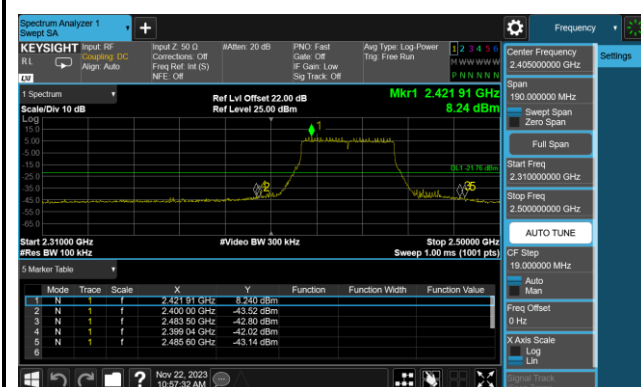 Spectrum Analyzer 1
Swept SA
+
Frequency
KEYSIGHT
RL
LXI
Input: RF
Coupling: DC
Align: Auto
Input Z: 50 Ω
Corrections: Off
Freq Ref: Int (S)
NFE: Off
#Atten: 20 dB
PNO: Fast
Gate: Off
IF Gain: Low
Sig Track: Off
Avg Type: Log-Power
Trig: Free Run
1 2 3 4 5 6
M W W W W W
P N N N N N
1 Spectrum
Scale/Div 10 dB
Ref Lvl Offset 22.00 dB
Ref Level 25.00 dBm
Mkr1 2.421 91 GHz
8.24 dBm
Log
15.0
5.00
-5.00
-15.0
-25.0
-35.0
-45.0
-55.0
-65.0
1
DL1 -21.76 dBm
Start 2.31000 GHz
#Res BW 100 kHz
#Video BW 300 kHz
Stop 2.50000 GHz
Sweep 1.00 ms (1001 pts)
5 Marker Table
Mode Trace Scale X Y Function Function Width Function Value
1 N 1 f 2.421 91 GHz 8.240 dBm
2 N 1 f 2.400 00 GHz -43.52 dBm
3 N 1 f 2.483 50 GHz -42.80 dBm
4 N 1 f 2.399 04 GHz -42.02 dBm
5 N 1 f 2.485 60 GHz -43.14 dBm
6
Nov 22, 2023
10:57:32 AM
Center Frequency
2.405000000 GHz
Settings
Span
190.000000 MHz
Swept Span
Zero Span
Full Span
Start Freq
2.310000000 GHz
Stop Freq
2.500000000 GHz
AUTO TUNE
CF Step
19.000000 MHz
Auto
Man
Freq Offset
0 Hz
X Axis Scale
Log
Lin
Signal Track